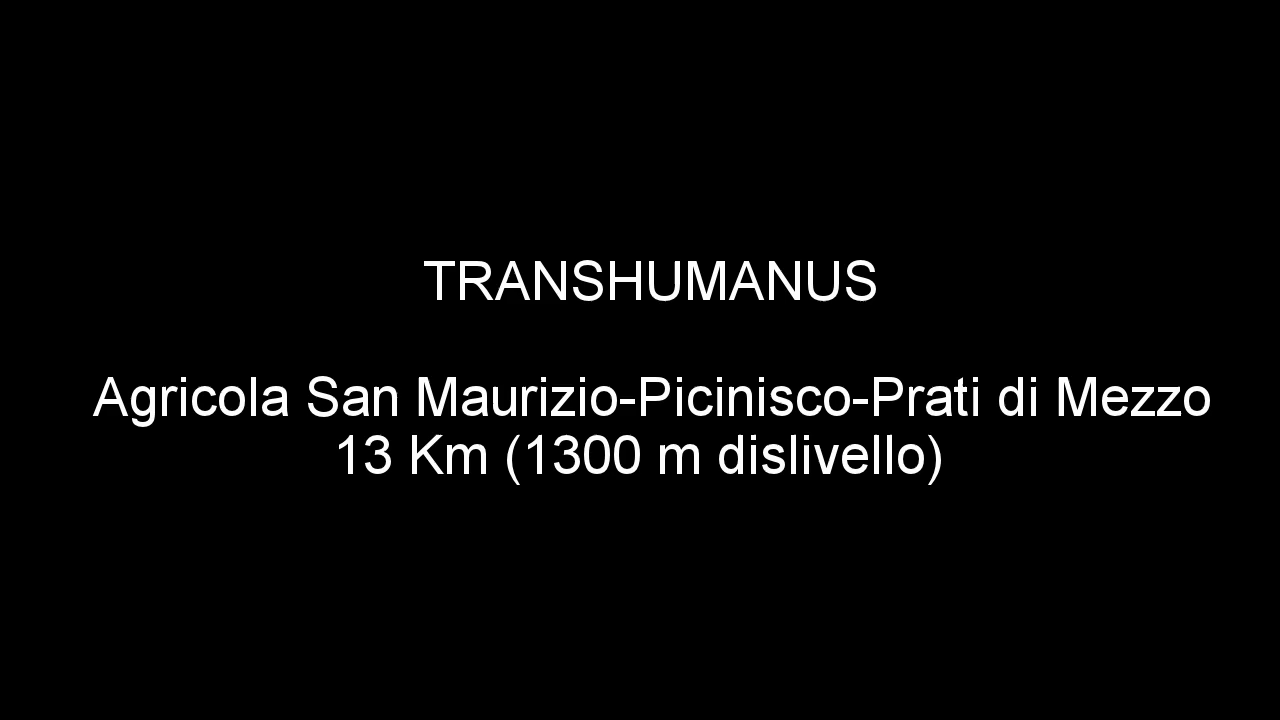 TRANSHUMANUS
Agricola San Maurizio-Picinisco-Prati di Mezzo
13 Km (1300 m dislivello)